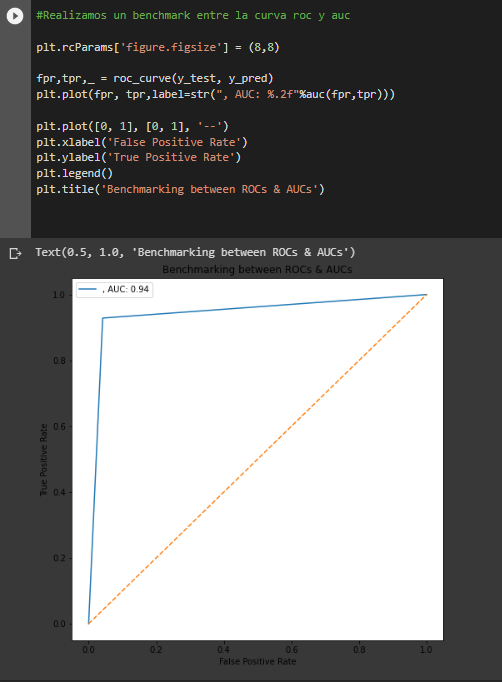 #Realizamos un benchmark entre la curva roc y auc
plt.rcParams['figure.figsize'] = (8,8)
fpr,tpr,_ = roc_curve(y_test, y_pred)
plt.plot(fpr, tpr,label=str(", AUC: %.2f"%auc(fpr,tpr)))
plt.plot([0, 1], [0, 1], '--')
plt.xlabel('False Positive Rate')
plt.ylabel('True Positive Rate')
plt.legend()
plt.title('Benchmarking between ROCs & AUCs')
Text(0.5, 1.0, 'Benchmarking between ROCs & AUCs')
Benchmarking between ROCs & AUCs
, AUC: 0.94
1.0
0.8
0.6
0.4
0.2
0.0
True Positive Rate
0.0 0.2 0.4 0.6 0.8 1.0
False Positive Rate